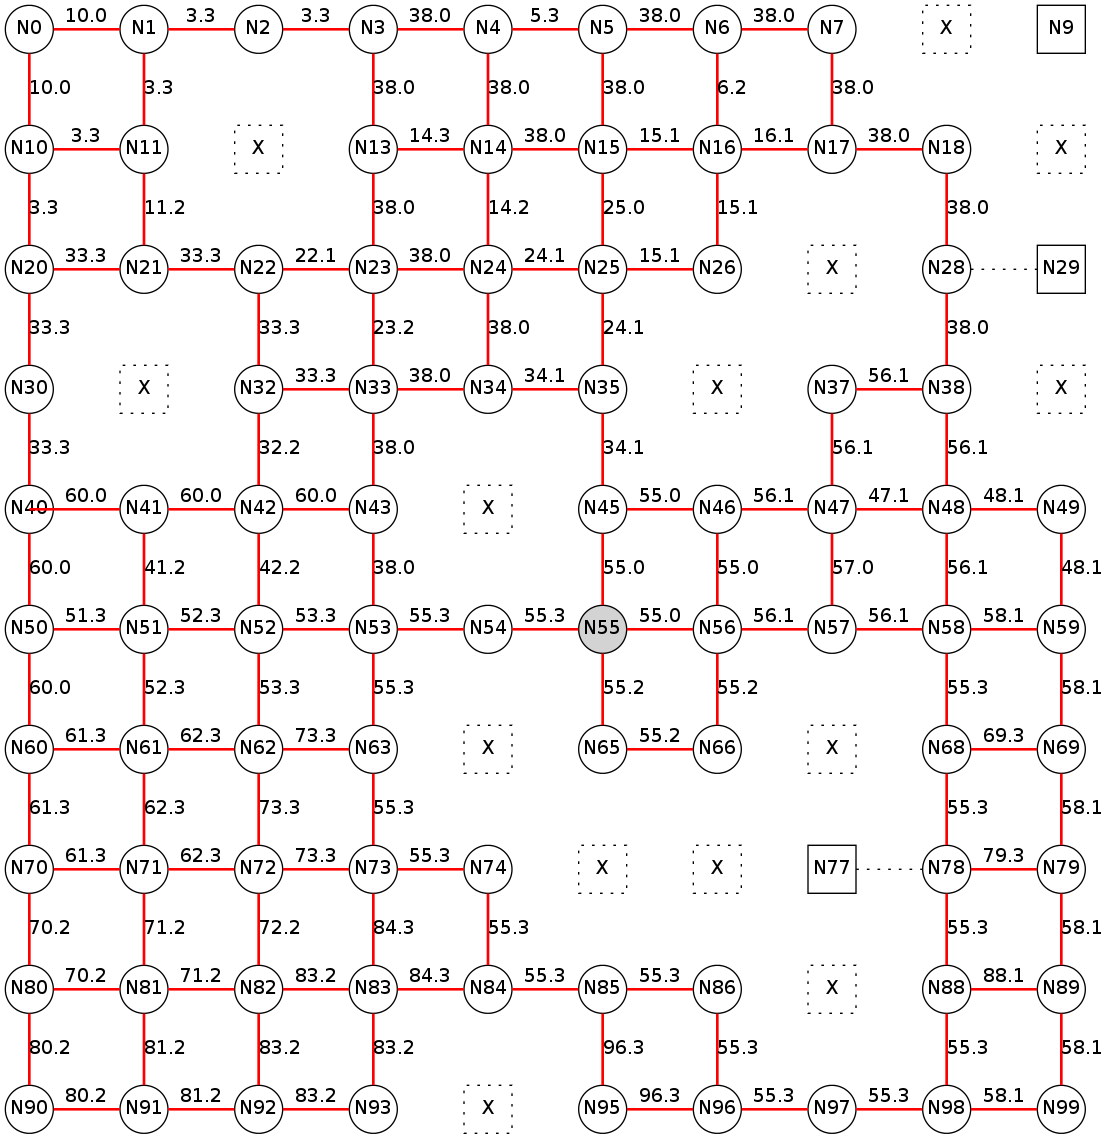 10.0 3.3 3.3 38.0 5.3 38.0 38.0
N0 N1 N2 N3 N4 N5 N6 N7 X N9
10.0 3.3 38.0 38.0 38.0 6.2 38.0
3.3 14.3 38.0 15.1 16.1 38.0
N10 N11 X N13 N14 N15 N16 N17 N18 X
3.3 11.2 38.0 14.2 25.0 15.1 38.0
33.3 33.3 22.1 38.0 24.1 15.1
N20 N21 N22 N23 N24 N25 N26 X N28 N29
33.3 33.3 23.2 38.0 24.1 38.0
33.3 38.0 34.1 56.1
N30 X N32 N33 N34 N35 X N37 N38 X
33.3 32.2 38.0 34.1 56.1 56.1
60.0 60.0 60.0 55.0 56.1 47.1 48.1
N40 N41 N42 N43 X N45 N46 N47 N48 N49
60.0 41.2 42.2 38.0 55.0 55.0 57.0 56.1 48.1
51.3 52.3 53.3 55.3 55.3 55.0 56.1 56.1 58.1
N50 N51 N52 N53 N54 N55 N56 N57 N58 N59
60.0 52.3 53.3 55.3 55.2 55.2 55.3 58.1
61.3 62.3 73.3 55.2 69.3
N60 N61 N62 N63 X N65 N66 X N68 N69
61.3 62.3 73.3 55.3 55.3 58.1
61.3 62.3 73.3 55.3 79.3
N70 N71 N72 N73 N74 X X N77 N78 N79
70.2 71.2 72.2 84.3 55.3 55.3 58.1
70.2 71.2 83.2 84.3 55.3 55.3 88.1
N80 N81 N82 N83 N84 N85 N86 X N88 N89
80.2 81.2 83.2 83.2 96.3 55.3 55.3 58.1
80.2 81.2 83.2 96.3 55.3 55.3 58.1
N90 N91 N92 N93 X N95 N96 N97 N98 N99